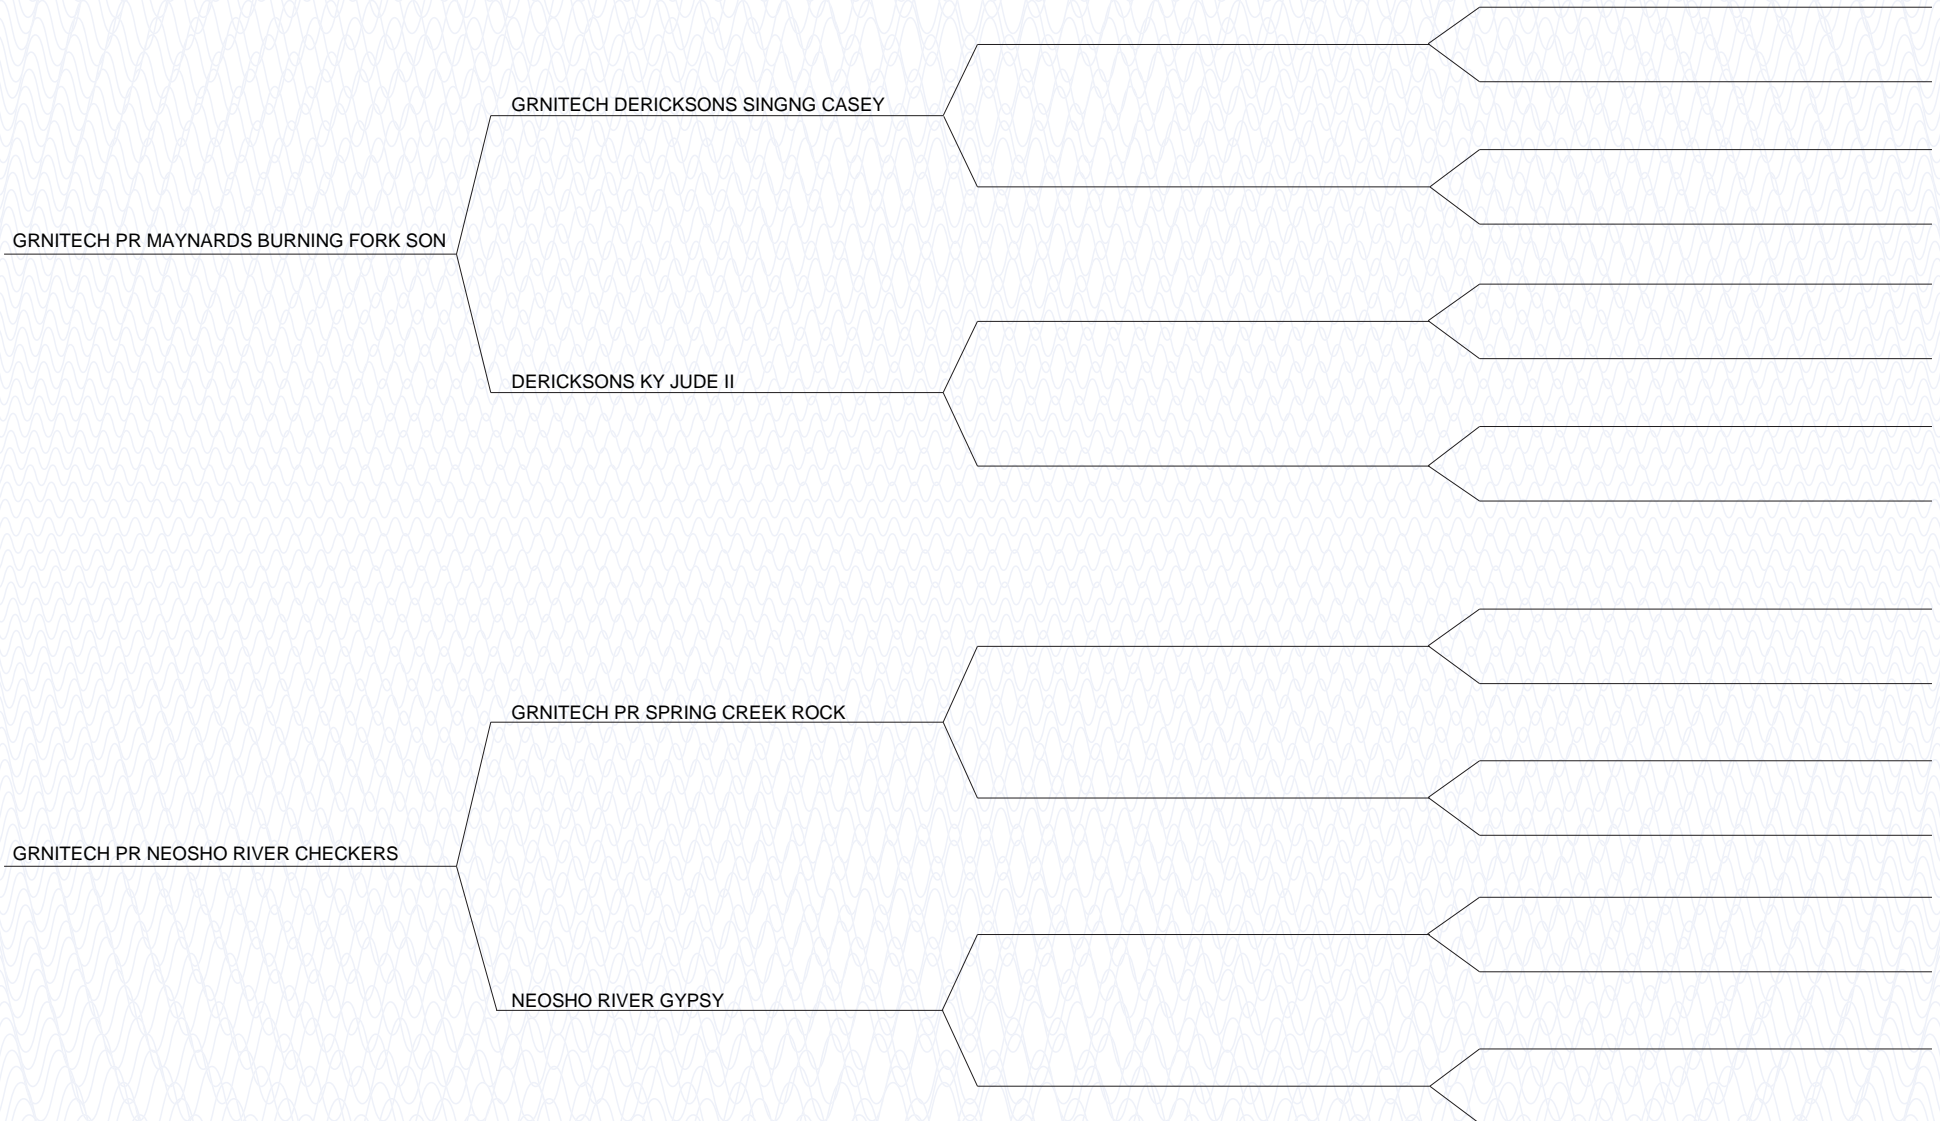 GRNITECH DERICKSONS SINGNG CASEY
GRNITECH PR MAYNARDS BURNING FORK SON
DERICKSONS KY JUDE II
GRNITECH PR SPRING CREEK ROCK
GRNITECH PR NEOSHO RIVER CHECKERS
NEOSHO RIVER GYPSY